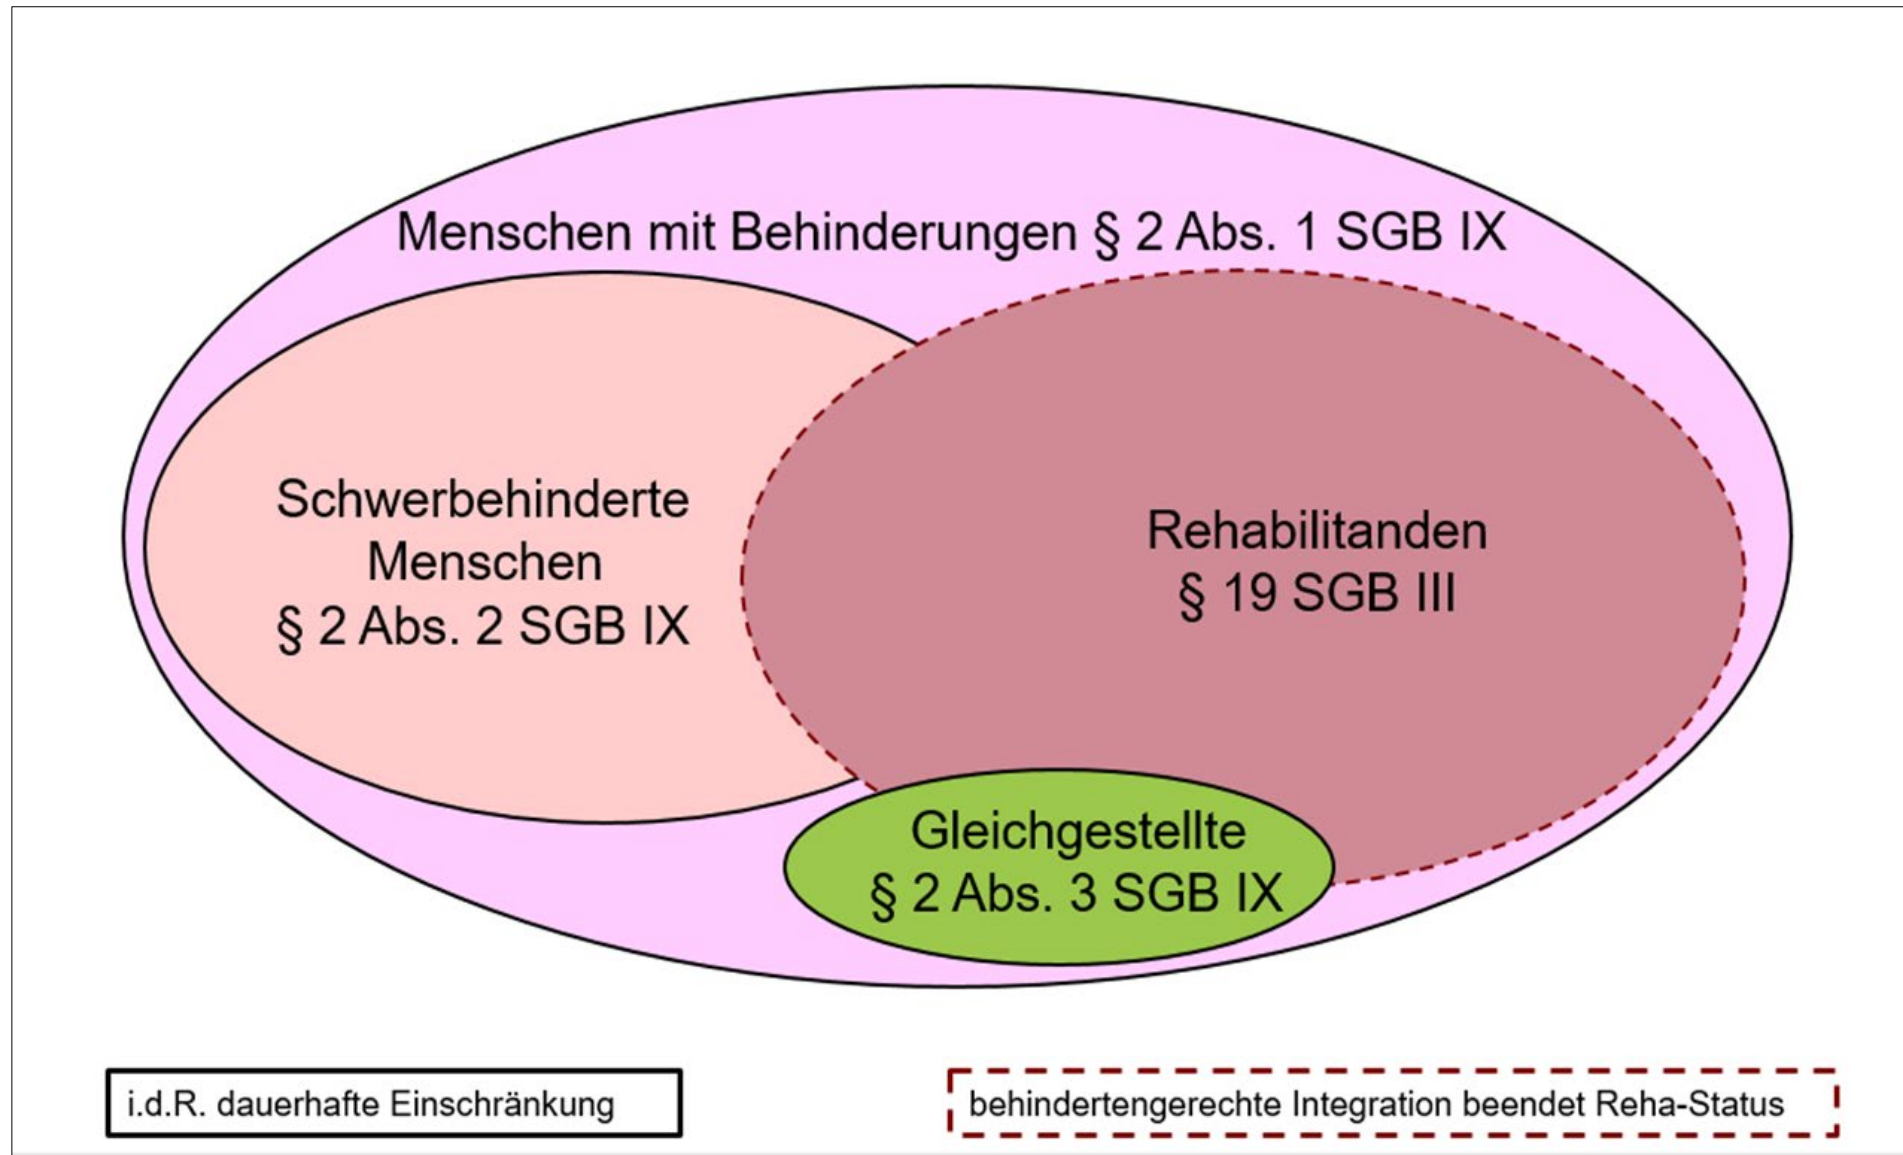 Menschen mit Behinderungen § 2 Abs. 1 SGB IX
Schwerbehinderte
Menschen
§ 2 Abs. 2 SGB IX
Rehabilitanden
§ 19 SGB III
Gleichgestellte
§ 2 Abs. 3 SGB IX
i.d.R. dauerhafte Einschränkung
behindertengerechte Integration beendet Reha-Status